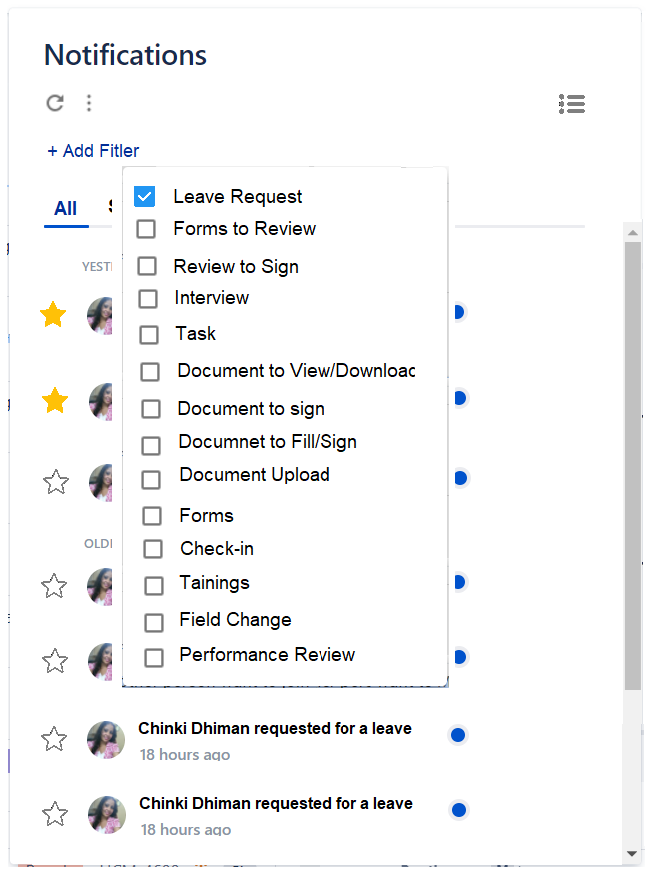 Notifications
+ Add Fitler
All
Leave Request
Forms to Review
Review to Sign
Interview
Task
Document to View/Downloac
Document to sign
Documnet to Fill/Sign
Document Upload
Forms
Check-in
Tainings
Field Change
Performance Review
Chinki Dhiman requested for a leave
18 hours ago
Chinki Dhiman requested for a leave
18 hours ago